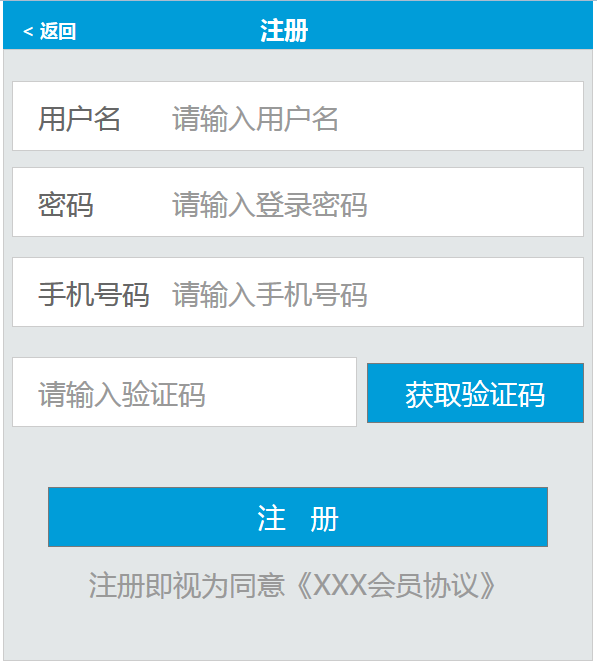 < 返回 注册
用户名 请输入用户名
密码 请输入登录密码
手机号码 请输入手机号码
请输入验证码 获取验证码
注 册
注册即视为同意《XXX会员协议》